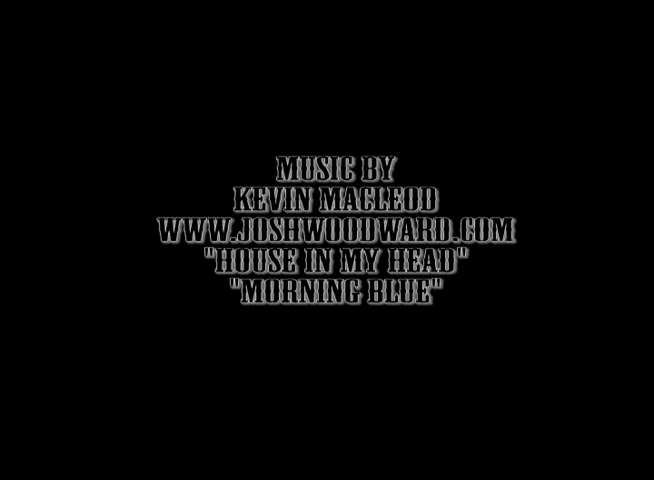 MUSIC BY
KEVIN MACLEOD
WWW.JOSHWOODWARD.COM
"HOUSE IN MY HEAD"
"MORNING BLUE"